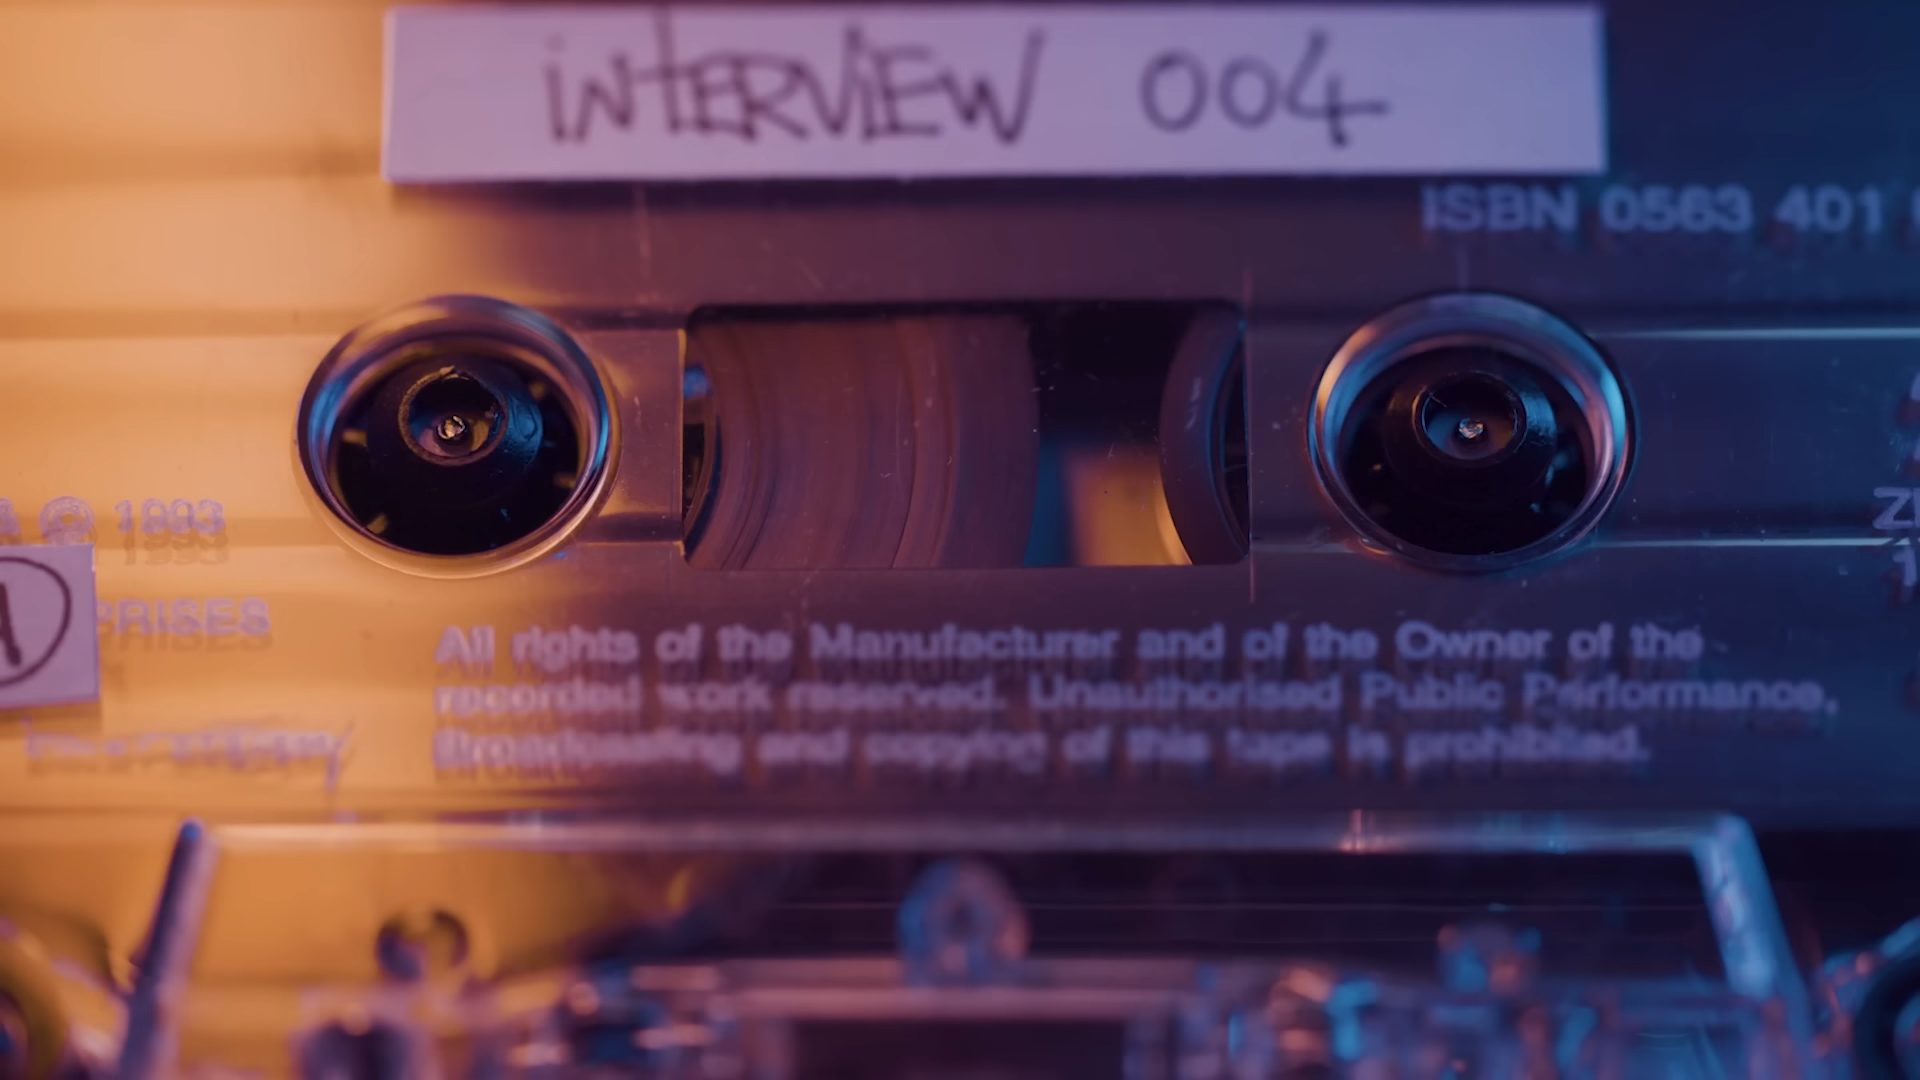 iNtERViEW 004
ISBN 0563 401
© 1993
PRISES
All rights of the Manufacturer and of the Owner of the
recorded work reserved. Unauthorised Public Performance,
Broadcasting and copying of this tape is prohibited.